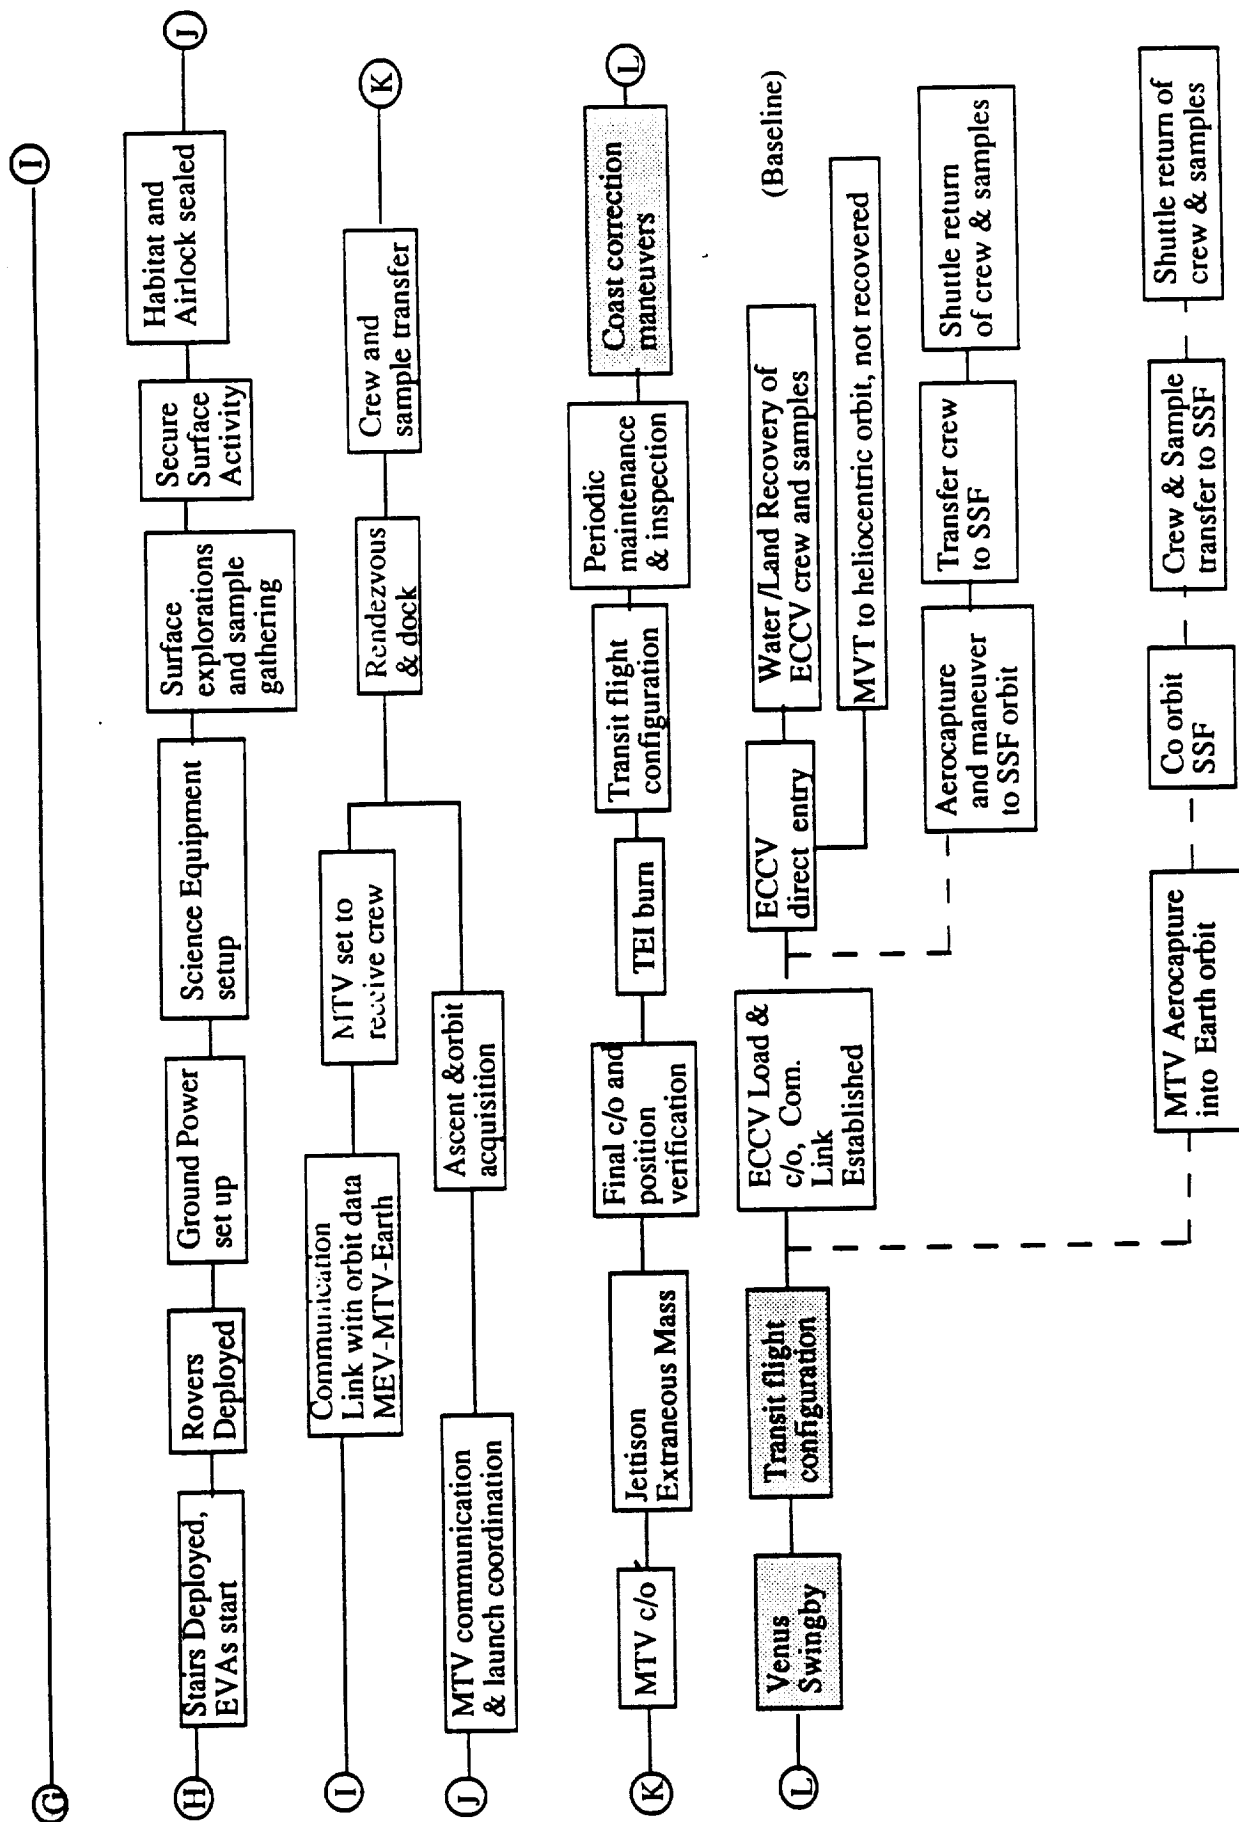 G
I
H
Stairs Deployed,
EVAs start
Rovers
Deployed
Ground Power
set up
Science Equipment
setup
Surface
explorations
and sample
gathering
Secure
Surface
Activity
Habitat and
Airlock sealed
J
I
Communication
Link with orbit data
MEV-MTV-Earth
MTV set to
receive crew
J
MTV communication
& launch coordination
Ascent &orbit
acquisition
Rendezvous
& dock
Crew and
sample transfer
K
K
MTV c/o
Jettison
Extraneous Mass
Final c/o and
position
verification
TEI burn
Transit flight
configuration
Periodic
maintenance
& inspection
Coast correction
maneuvers
L
L
Venus
Swingby
Transit flight
configuration
ECCV Load &
c/o, Com.
Link
Established
ECCV
direct entry
Water /Land Recovery of
ECCV crew and samples
(Baseline)
MVT to heliocentric orbit, not recovered
Aerocapture
and maneuver
to SSF orbit
Transfer crew
to SSF
Shuttle return
of crew & samples
MTV Aerocapture
into Earth orbit
Co orbit
SSF
Crew & Sample
transfer to SSF
Shuttle return of
crew & samples